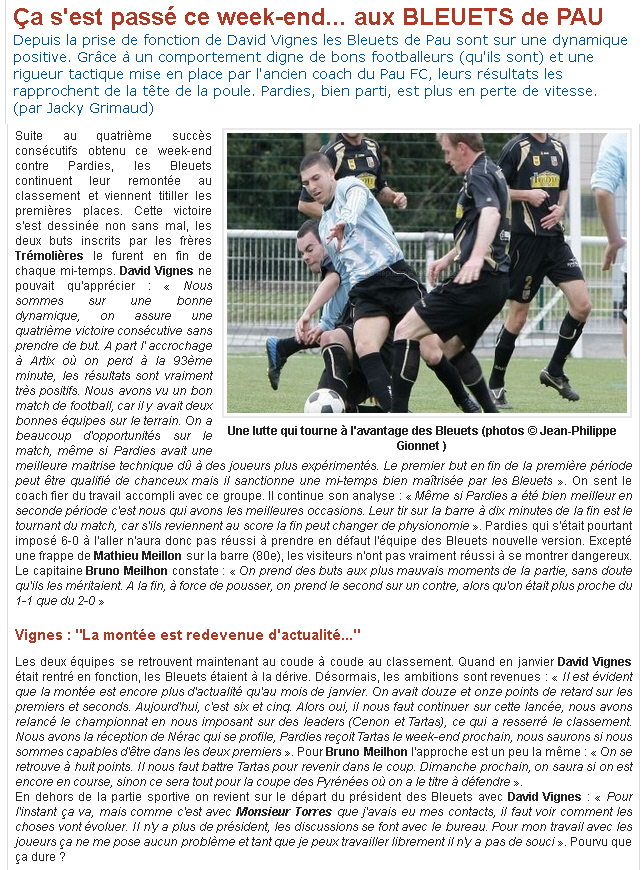 Ça s'est passé ce week-end... aux BLEUETS de PAU
Depuis la prise de fonction de David Vignes les Bleuets de Pau sont sur une dynamique
positive. Grâce à un comportement digne de bons footballeurs (qu'ils sont) et une
rigueur tactique mise en place par l'ancien coach du Pau FC, leurs résultats les
rapprochent de la tête de la poule. Pardies, bien parti, est plus en perte de vitesse.
(par Jacky Grimaud)
Suite au quatrième succès
consécutifs obtenu ce week-end
contre Pardies, les Bleuets
continuent leur remontée au
classement et viennent titiller les
premières places. Cette victoire
s'est dessinée non sans mal, les
deux buts inscrits par les frères
Trémolières le furent en fin de
chaque mi-temps. David Vignes ne
pouvait qu'apprécier : « Nous
sommes sur une bonne
dynamique, on assure une
quatrième victoire consécutive sans
prendre de but. A part l'accrochage
à Artix où on perd à la 93ème
minute, les résultats sont vraiment
très positifs. Nous avons vu un bon
match de football, car il y avait deux
bonnes équipes sur le terrain. On a
beaucoup d'opportunités sur le
match, même si Pardies avait une
Une lutte qui tourne à l'avantage des Bleuets (photos © Jean-Philippe
Gionnet )
meilleure maitrise technique dû à des joueurs plus expérimentés. Le premier but en fin de la première période
peut être qualifié de chanceux mais il sanctionne une mi-temps bien maîtrisée par les Bleuets ». On sent le
coach fier du travail accompli avec ce groupe. Il continue son analyse : « Même si Pardies a été bien meilleur en
seconde période c'est nous qui avons les meilleures occasions. Leur tir sur la barre à dix minutes de la fin est le
tournant du match, car s'ils reviennent au score la fin peut changer de physionomie ». Pardies qui s'était pourtant
imposé 6-0 à l'aller n'aura donc pas réussi à prendre en défaut l'équipe des Bleuets nouvelle version. Excepté
une frappe de Mathieu Meillon sur la barre (80e), les visiteurs n'ont pas vraiment réussi à se montrer dangereux.
Le capitaine Bruno Meilhon constate : « On prend des buts aux plus mauvais moments de la partie, sans doute
qu'ils les méritaient. A la fin, à force de pousser, on prend le second sur un contre, alors qu'on était plus proche du
1-1 que du 2-0 »
Vignes : "La montée est redevenue d'actualité..."
Les deux équipes se retrouvent maintenant au coude à coude au classement. Quand en janvier David Vignes
était rentré en fonction, les Bleuets étaient à la dérive. Désormais, les ambitions sont revenues : « Il est évident
que la montée est encore plus d'actualité qu'au mois de janvier. On avait douze et onze points de retard sur les
premiers et seconds. Aujourd'hui, c'est six et cinq. Alors oui, il nous faut continuer sur cette lancée, nous avons
relancé le championnat en nous imposant sur des leaders (Cenon et Tartas), ce qui a resserré le classement.
Nous avons la réception de Nérac qui se profile, Pardies reçoit Tartas le week-end prochain, nous saurons si nous
sommes capables d'être dans les deux premiers ». Pour Bruno Meilhon l'approche est un peu la même : « On se
retrouve à huit points. Il nous faut battre Tartas pour revenir dans le coup. Dimanche prochain, on saura si on est
encore en course, sinon ce sera tout pour la coupe des Pyrénées où on a le titre à défendre ».
En dehors de la partie sportive on revient sur le départ du président des Bleuets avec David Vignes : « Pour
l'instant ça va, mais comme c'est avec Monsieur Torres que j'avais eu mes contacts, il faut voir comment les
choses vont évoluer. Il n'y a plus de président, les discussions se font avec le bureau. Pour mon travail avec les
joueurs ça ne me pose aucun problème et tant que je peux travailler librement il n'y a pas de souci ». Pourvu que
ça dure ?